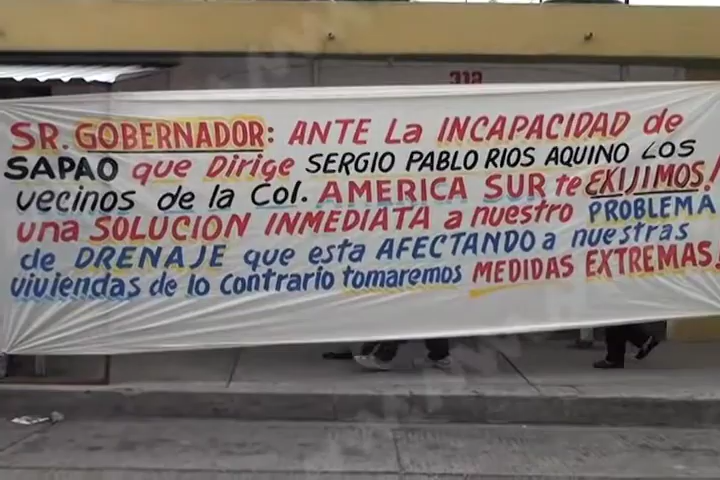 312
SR. GOBERNADOR: ANTE La INCAPACIDAD de
SAPAO que Dirige SERGIO PABLO RIOS AQUINO LOS
vecinos de la Col. AMERICA SUR te EXIJIMOS!
una SOLUCION INMEDIATA a nuestro PROBLEMA
de DRENAJE que esta AFECTANDO a nuestras
viviendas de lo contrario tomaremos MEDIDAS EXTREMAS!